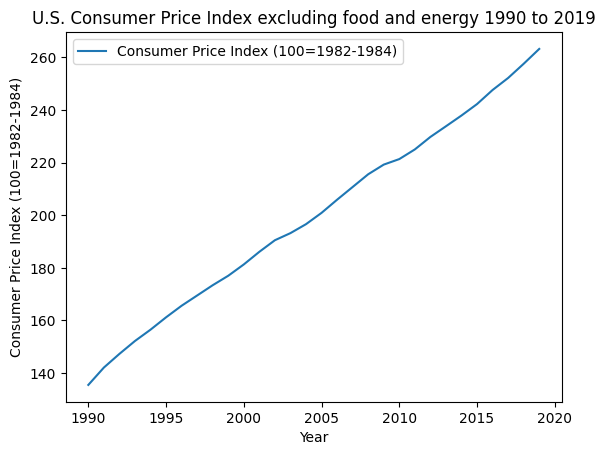 U.S. Consumer Price Index excluding food and energy 1990 to 2019
Consumer Price Index (100=1982-1984)
Consumer Price Index (100=1982-1984)
260
240
220
200
180
160
140
1990 1995 2000 2005 2010 2015 2020
Year